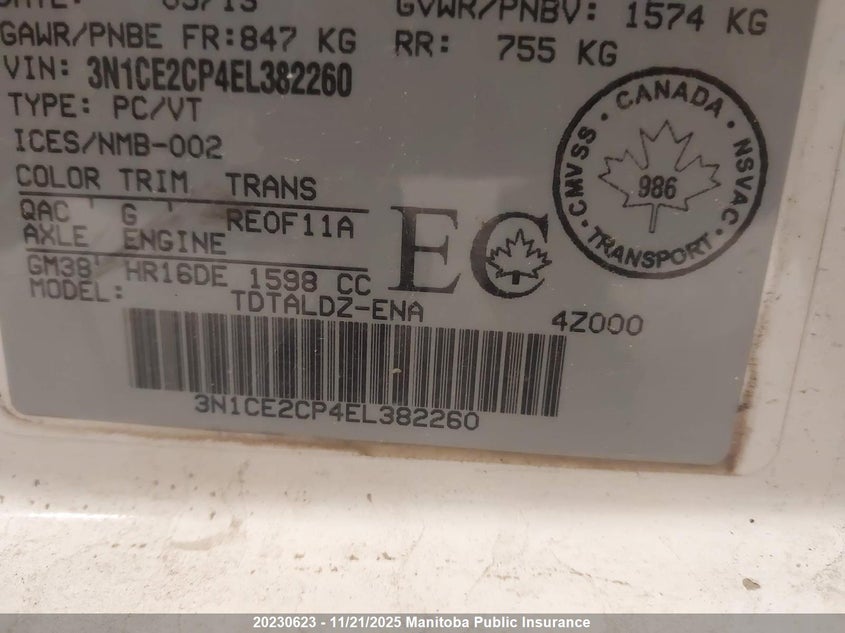 GVWR/PNBV: 1574 KG
GAWR/PNBE FR:847 KG RR: 755 KG
VIN: 3N1CE2CP4EL382260
TYPE: PC/VT
ICES/NMB-002
COLOR TRIM TRANS
QAC G RE0F11A
AXLE ENGINE
GM38 HR16DE 1598 CC
MODEL: TDTALDZ-ENA
4Z000
EC
CANADA
CMVSS NSVAC
986
TRANSPORT
3N1CE2CP4EL382260
20230623 - 11/21/2025 Manitoba Public Insurance